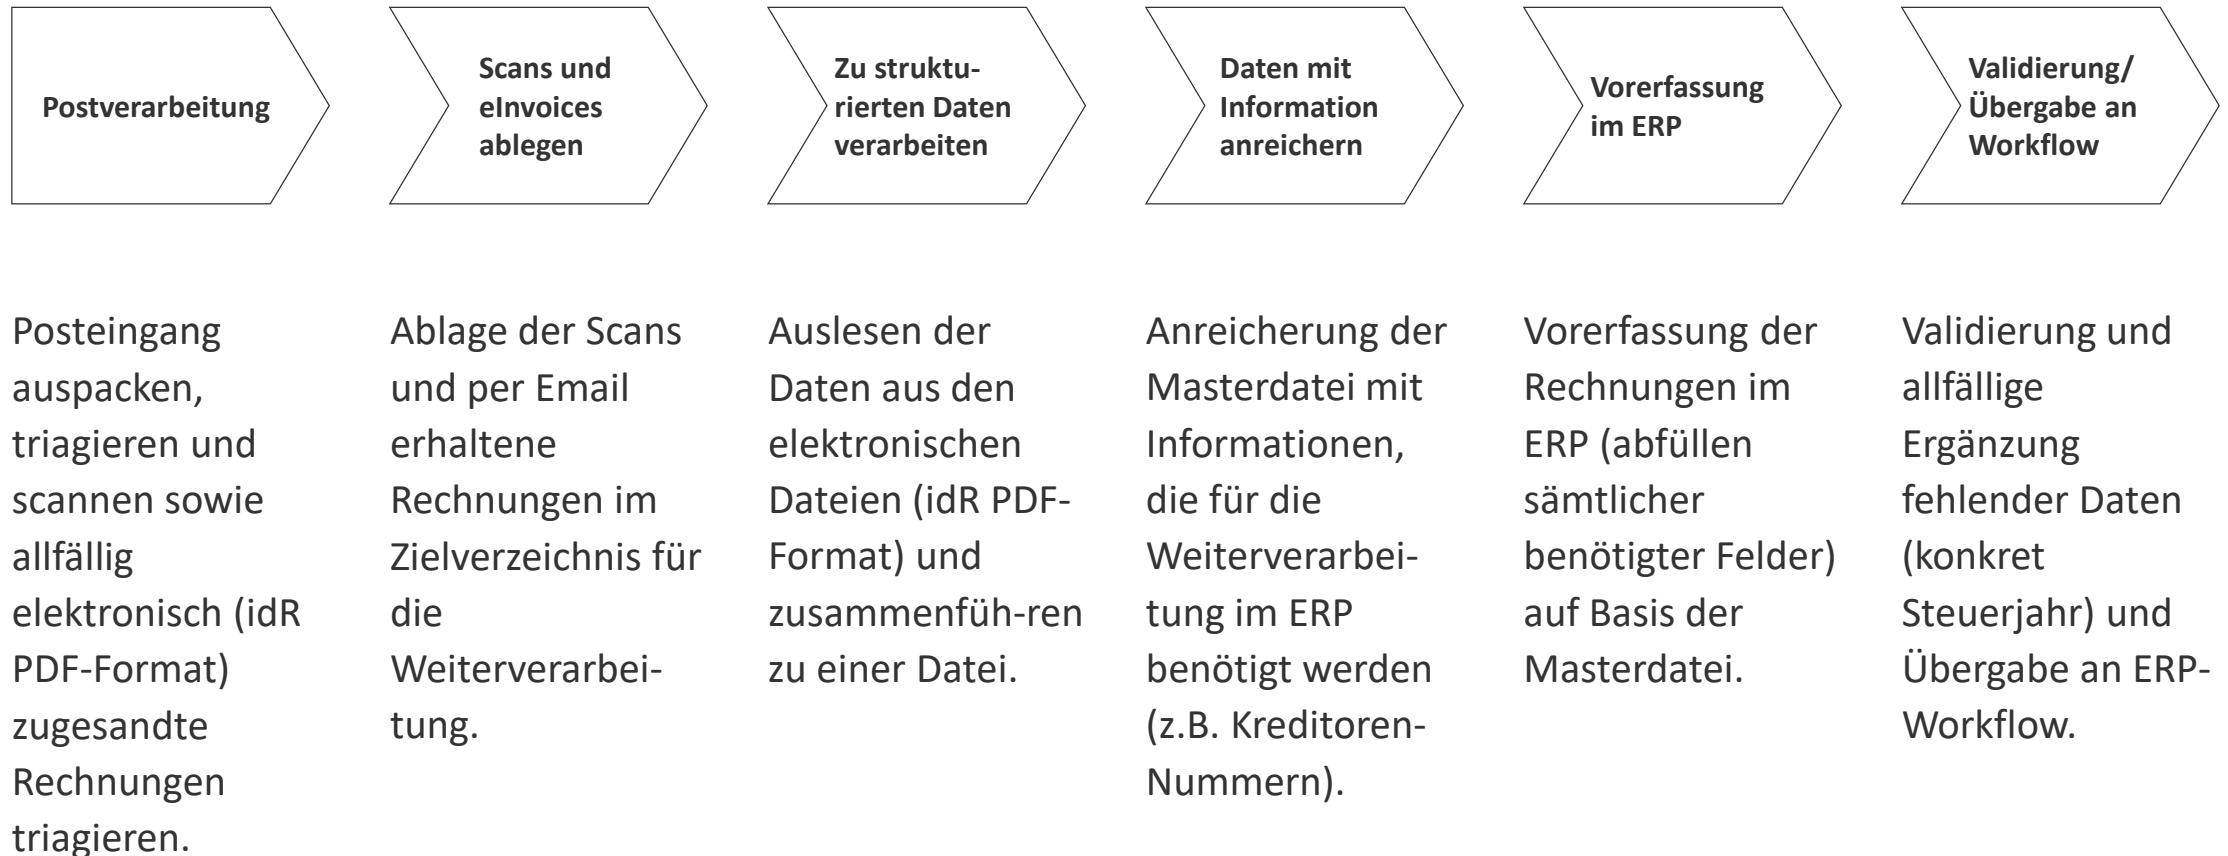 Postverarbeitung
Scans und
eInvoices
ablegen
Zu struktu-
rierten Daten
verarbeiten
Daten mit
Information
anreichern
Vorerfassung
im ERP
Validierung/
Übergabe an
Workflow
Posteingang
auspacken,
triagieren und
scannen sowie
allfällig
elektronisch (idR
PDF-Format)
zugesandte
Rechnungen
triagieren.
Ablage der Scans
und per Email
erhaltene
Rechnungen im
Zielverzeichnis für
die
Weiterverarbei-
tung.
Auslesen der
Daten aus den
elektronischen
Dateien (idR PDF-
Format) und
zusammenfüh-ren
zu einer Datei.
Anreicherung der
Masterdatei mit
Informationen,
die für die
Weiterverarbei-
tung im ERP
benötigt werden
(z.B. Kreditoren-
Nummern).
Vorerfassung der
Rechnungen im
ERP (abfüllen
sämtlicher
benötigter Felder)
auf Basis der
Masterdatei.
Validierung und
allfällige
Ergänzung
fehlender Daten
(konkret
Steuerjahr) und
Übergabe an ERP-
Workflow.